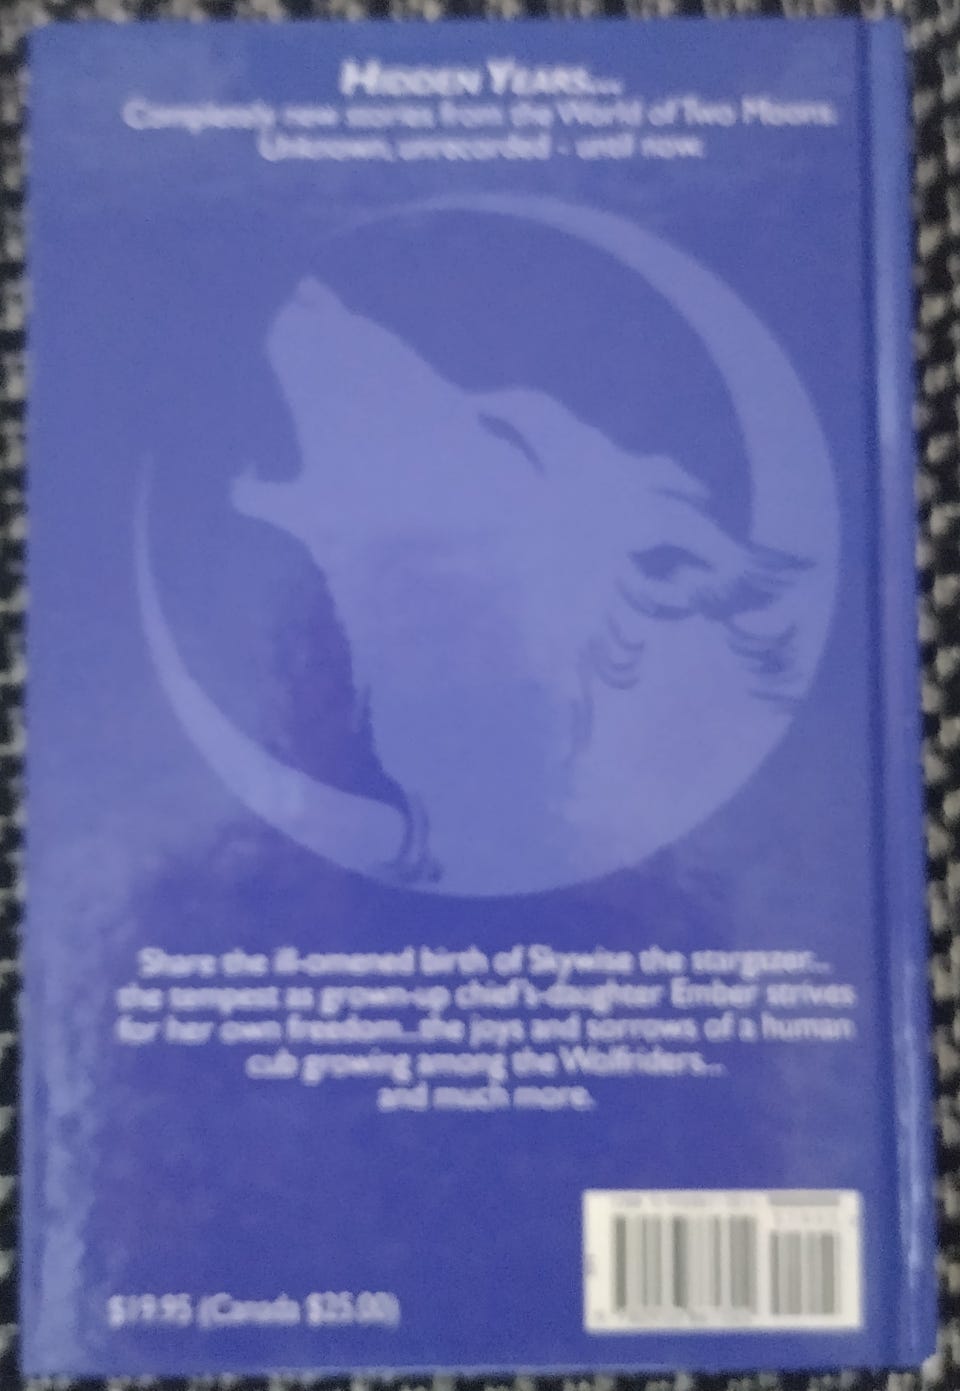 HIDDEN YEARS...
Completely new stories from the World of Two Moons.
Unknown, unrecorded - until now.
Share the ill-omened birth of Skywise the stargazer...
the tempest as grown-up chief's-daughter Ember strives
for her own freedom...the joys and sorrows of a human
cub growing among the Wolfriders...
and much more.
$19.95 (Canada $25.00)